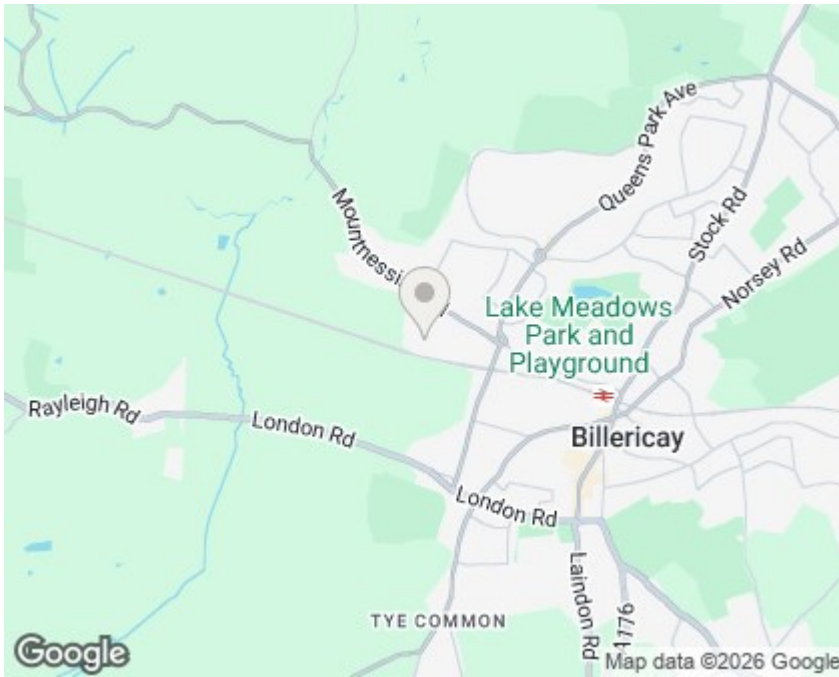 Queens Park Ave
Stock Rd
Norsey Rd
Lake Meadows
Park and
Playground
Rayleigh Rd
London Rd
Billericay
London Rd
Laindon Rd
TYE COMMON
Google
Map data ©2026 Google